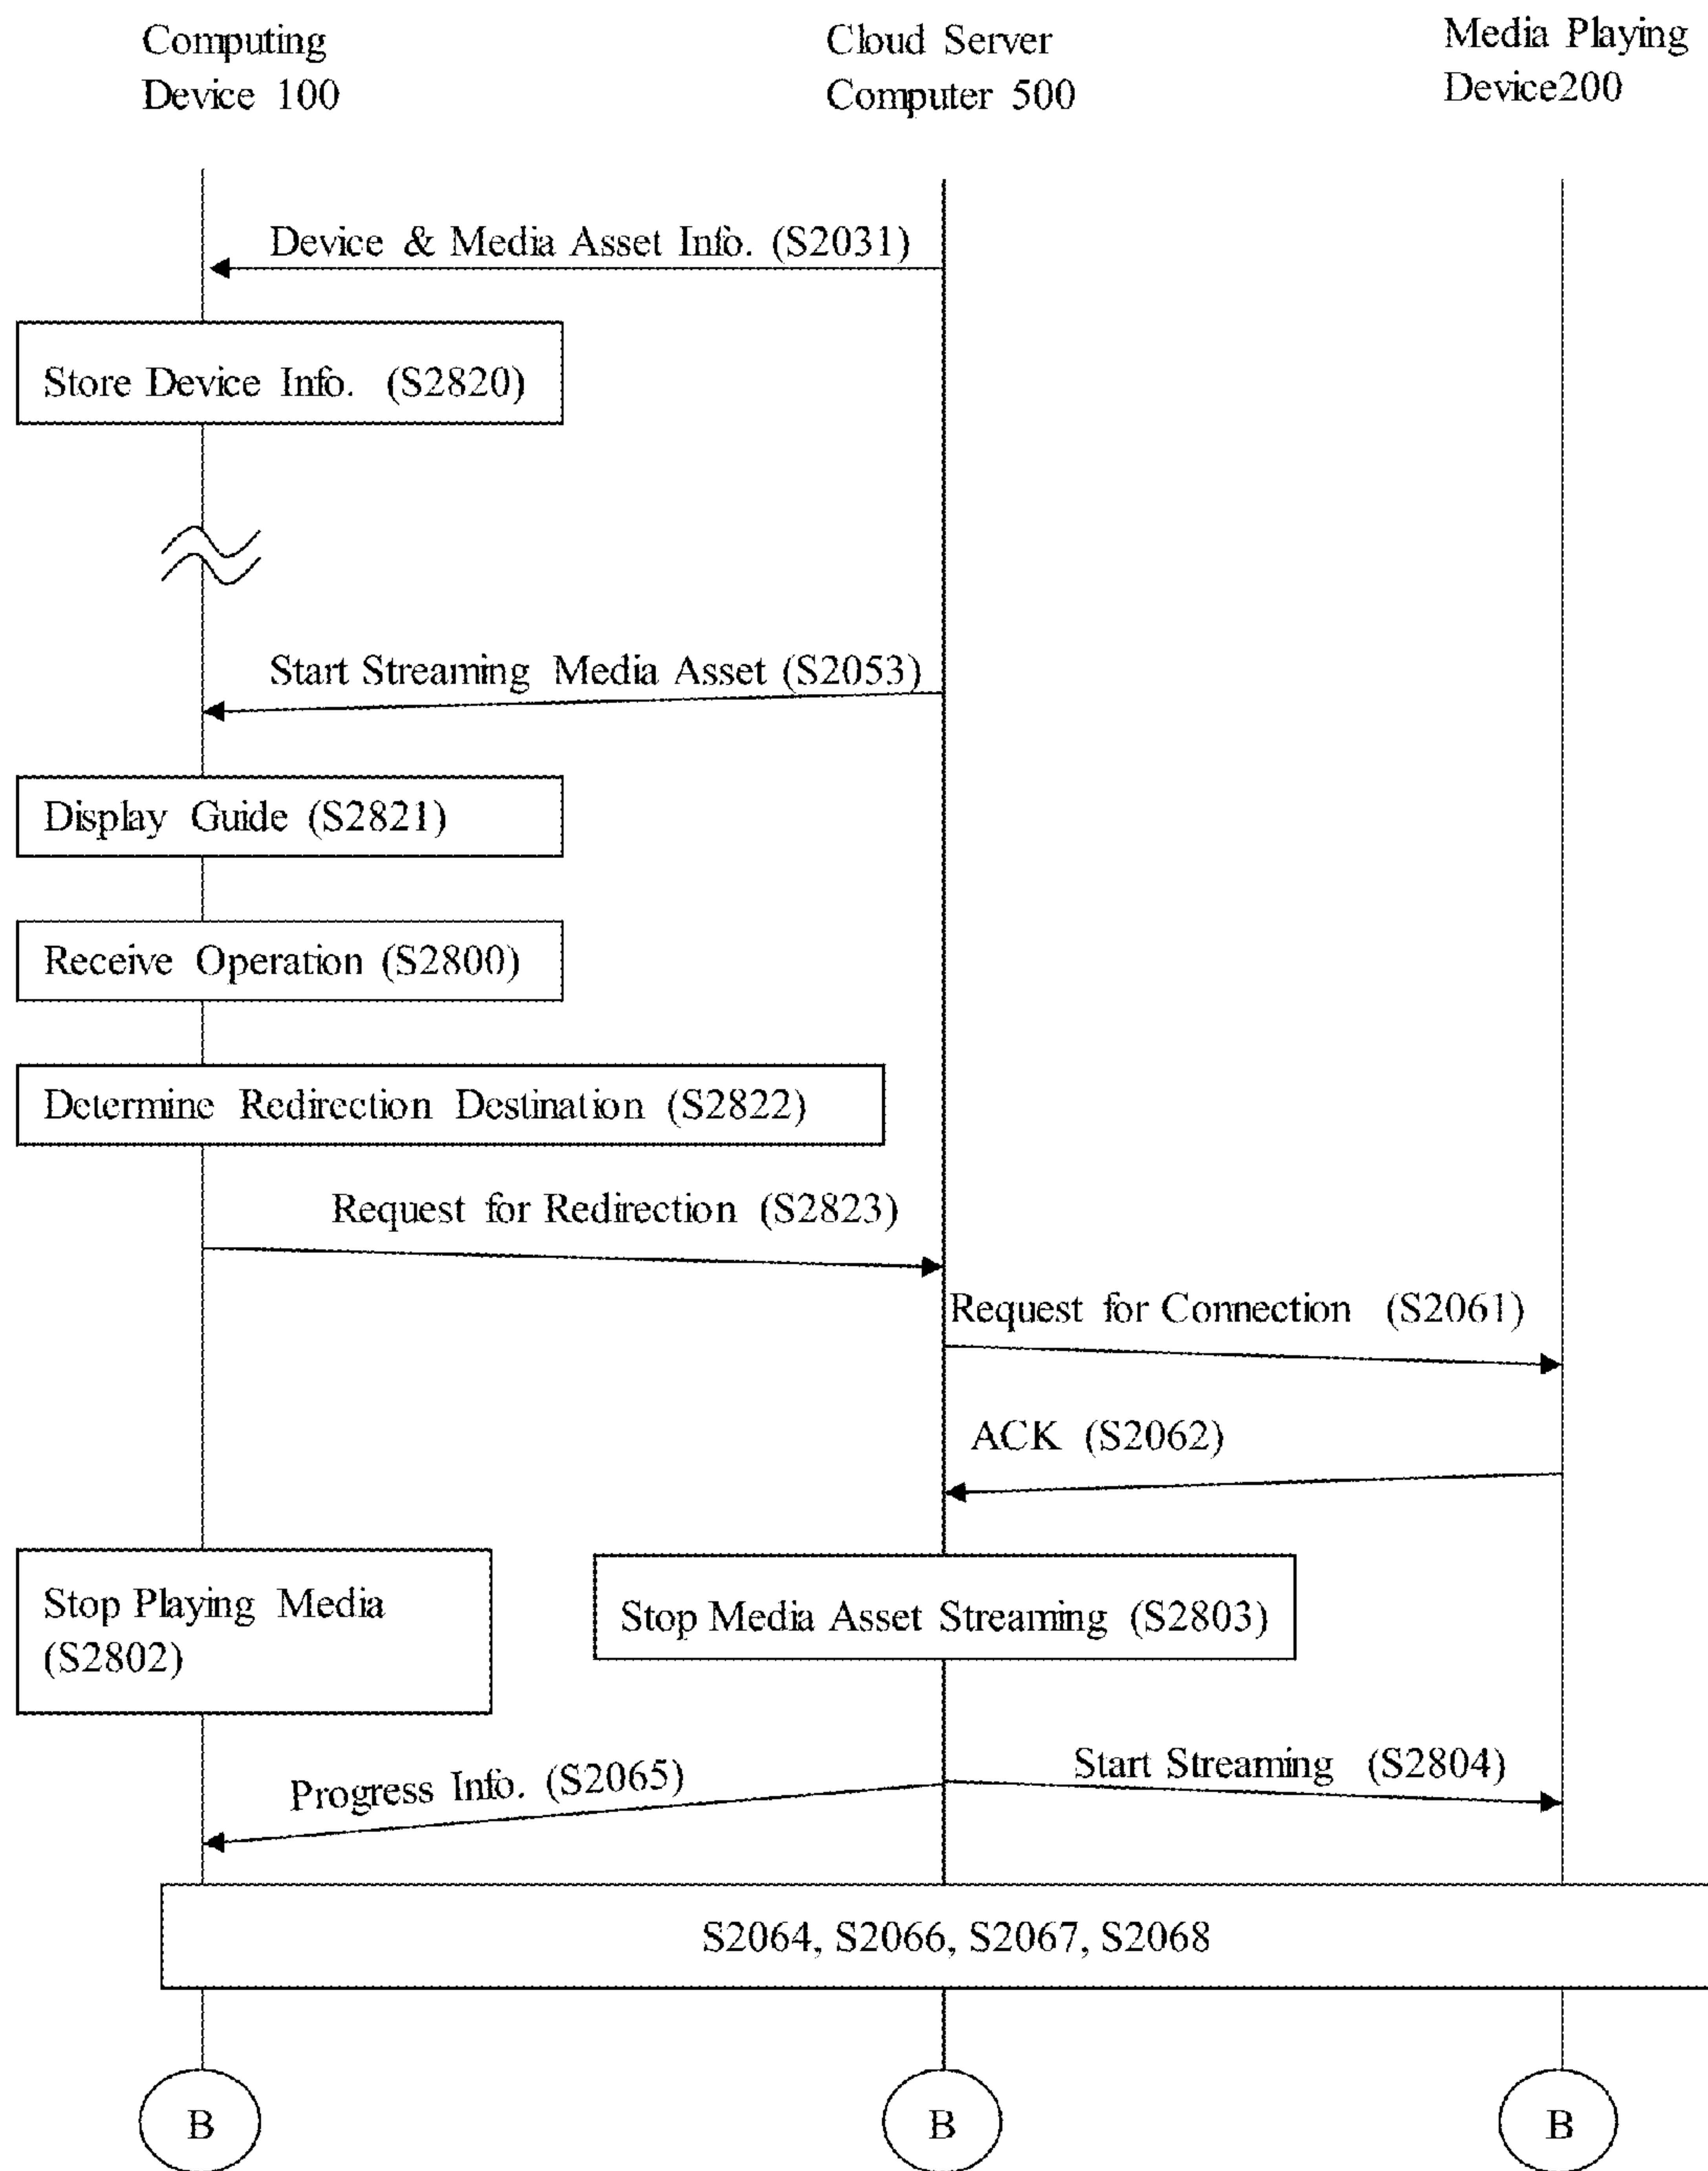 Computing
Device 100
Cloud Server
Computer 500
Media Playing
Device200
Device & Media Asset Info. (S2031)
Store Device Info. (S2820)
Start Streaming Media Asset (S2053)
Display Guide (S2821)
Receive Operation (S2800)
Determine Redirection Destination (S2822)
Request for Redirection (S2823)
Request for Connection (S2061)
ACK (S2062)
Stop Playing Media
(S2802)
Stop Media Asset Streaming (S2803)
Progress Info. (S2065)
Start Streaming (S2804)
S2064, S2066, S2067, S2068
B
B
B